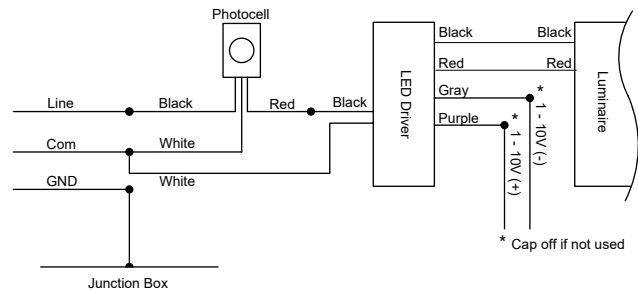 Photocell
Line
Black
Red
Black
Com
White
GND
White
Junction Box
LED Driver
Black
Black
Red
Red
Gray
Purple
* 1 - 10V (-)
* 1 - 10V (+)
Luminaire
* Cap off if not used